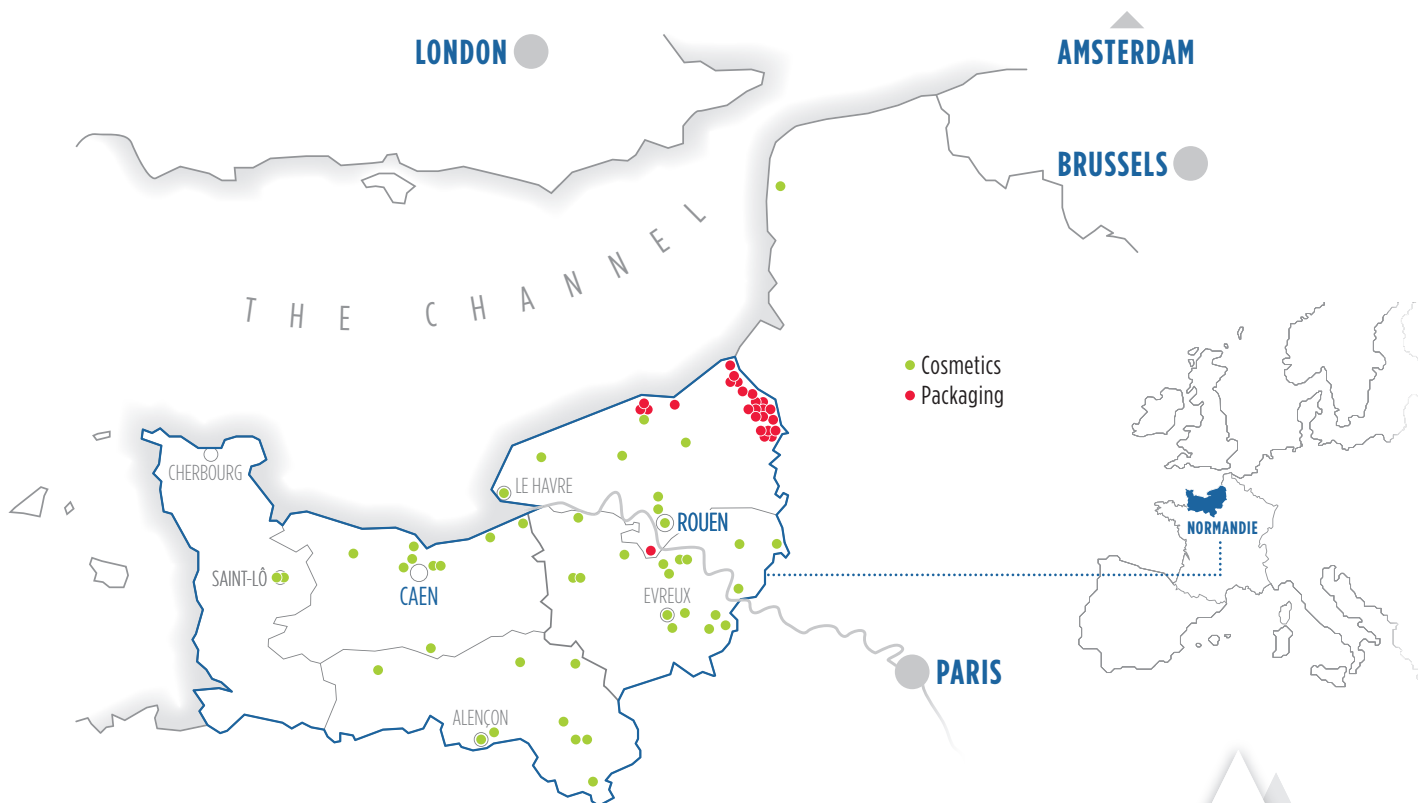 LONDON
AMSTERDAM
BRUSSELS
THE CHANNEL
Cosmetics
Packaging
CHERBOURG
LE HAVRE
ROUEN
NORMANDIE
SAINT-LÔ
CAEN
EVREUX
PARIS
ALENÇON